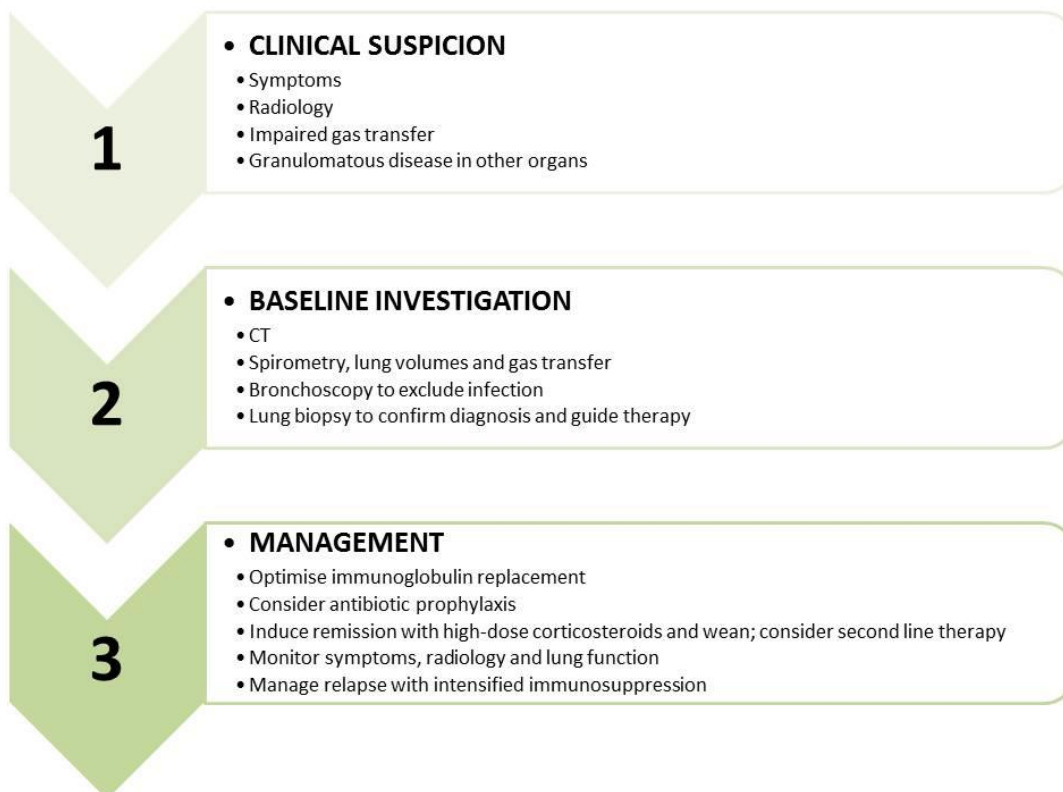 1
• CLINICAL SUSPICION
• Symptoms
• Radiology
• Impaired gas transfer
• Granulomatous disease in other organs
2
• BASELINE INVESTIGATION
• CT
• Spirometry, lung volumes and gas transfer
• Bronchoscopy to exclude infection
• Lung biopsy to confirm diagnosis and guide therapy
3
• MANAGEMENT
• Optimise immunoglobulin replacement
• Consider antibiotic prophylaxis
• Induce remission with high-dose corticosteroids and wean; consider second line therapy
• Monitor symptoms, radiology and lung function
• Manage relapse with intensified immunosuppression